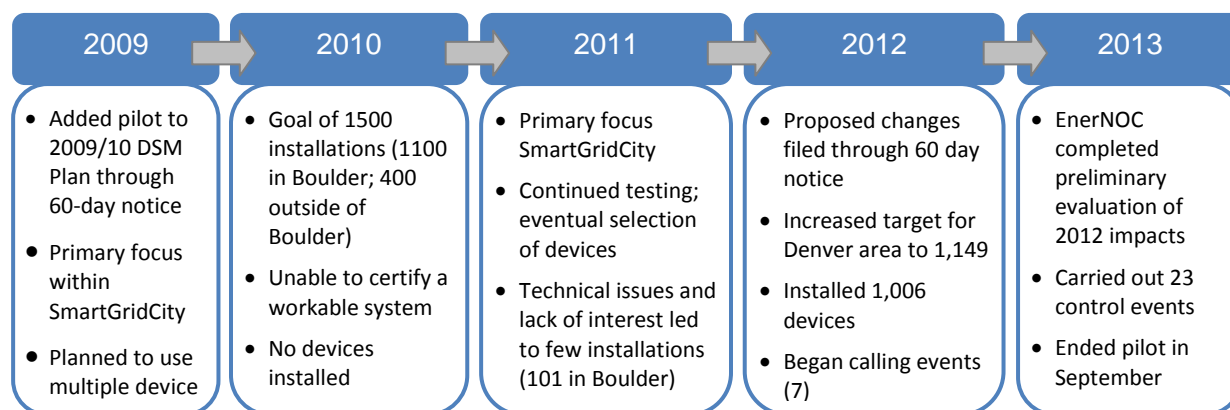 2009
• Added pilot to
2009/10 DSM
Plan through
60-day notice
• Primary focus
within
SmartGridCity
• Planned to use
multiple device
2010
• Goal of 1500
installations (1100
in Boulder; 400
outside of
Boulder)
• Unable to certify a
workable system
• No devices
installed
2011
• Primary focus
SmartGridCity
• Continued testing;
eventual selection
of devices
• Technical issues and
lack of interest led
to few installations
(101 in Boulder)
2012
• Proposed changes
filed through 60 day
notice
• Increased target for
Denver area to 1,149
• Installed 1,006
devices
• Began calling events
(7)
2013
• EnerNOC
completed
preliminary
evaluation of
2012 impacts
• Carried out 23
control events
• Ended pilot in
September